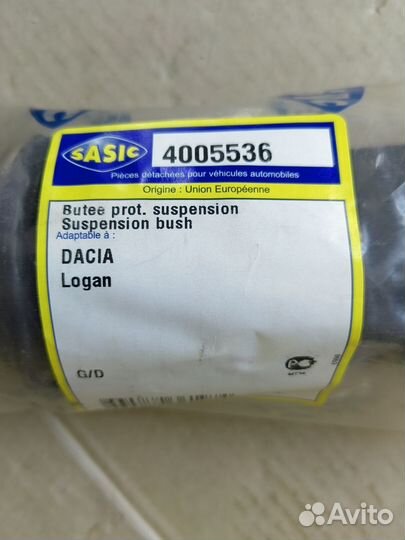 SASIC
4005536
Pièces détachées pour véhicules automobiles
Origine : Union Européenne
Butee prot. suspension
Suspension bush
Adaptable à :
DACIA
Logan
G/D
Avito